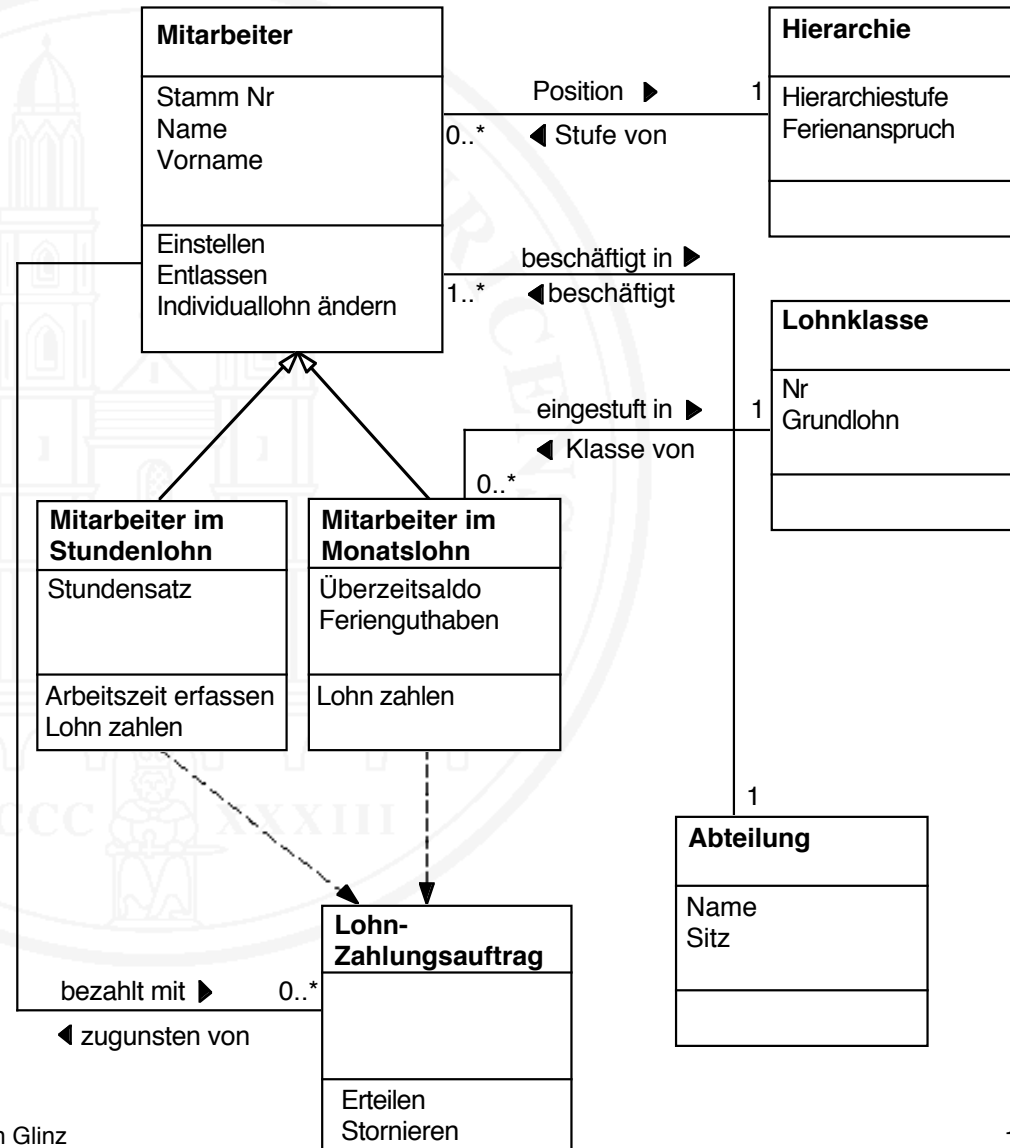 Mitarbeiter
Stamm Nr
Name
Vorname
Einstellen
Entlassen
Individuallohn ändern
Hierarchie
Hierarchiestufe
Ferienanspruch
Position ▶ 1
0..* ◀ Stufe von
beschäftigt in ▶
1..* ◀ beschäftigt
Lohnklasse
Nr
Grundlohn
eingestuft in ▶ 1
◀ Klasse von
0..*
Mitarbeiter im
Stundenlohn
Stundensatz
Arbeitszeit erfassen
Lohn zahlen
Mitarbeiter im
Monatslohn
Überzeitsaldo
Ferienguthaben
Lohn zahlen
1
Abteilung
Name
Sitz
Lohn-
Zahlungsauftrag
Erteilen
Stornieren
bezahlt mit ▶ 0..*
◀ zugunsten von
CCC XXXIII
RICEN
Glinz